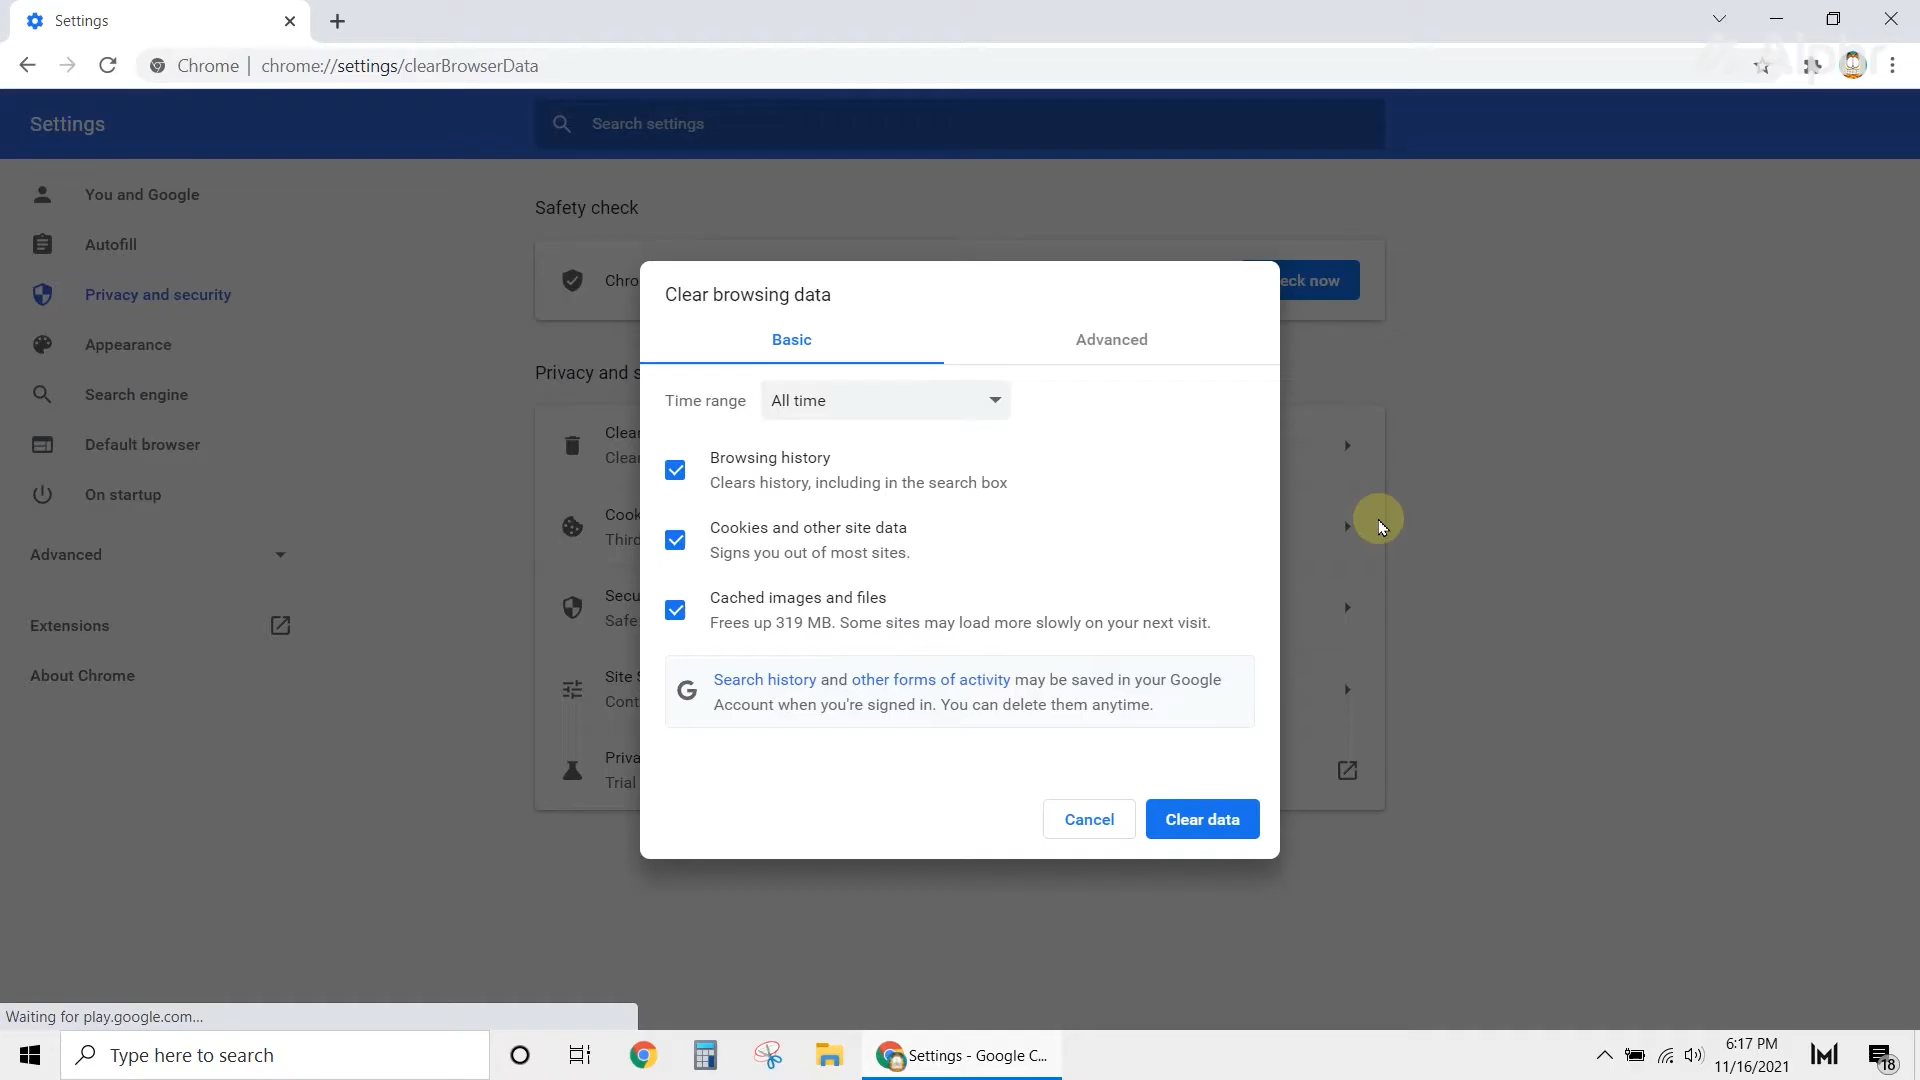 Settings
Chrome | chrome://settings/clearBrowserData
Settings
Search settings
You and Google
Autofill
Privacy and security
Appearance
Search engine
Default browser
On startup
Advanced
Extensions
About Chrome
Safety check
Chro
eck now
Privacy and s
Clear
Clear
Cook
Third
Secu
Safe
Site S
Cont
Priva
Trial
Clear browsing data
Basic
Advanced
Time range
All time
Browsing history
Clears history, including in the search box
Cookies and other site data
Signs you out of most sites.
Cached images and files
Frees up 319 MB. Some sites may load more slowly on your next visit.
Search history and other forms of activity may be saved in your Google
Account when you're signed in. You can delete them anytime.
Cancel
Clear data
Waiting for play.google.com...
Type here to search
Settings - Google C...
6:17 PM
11/16/2021
18